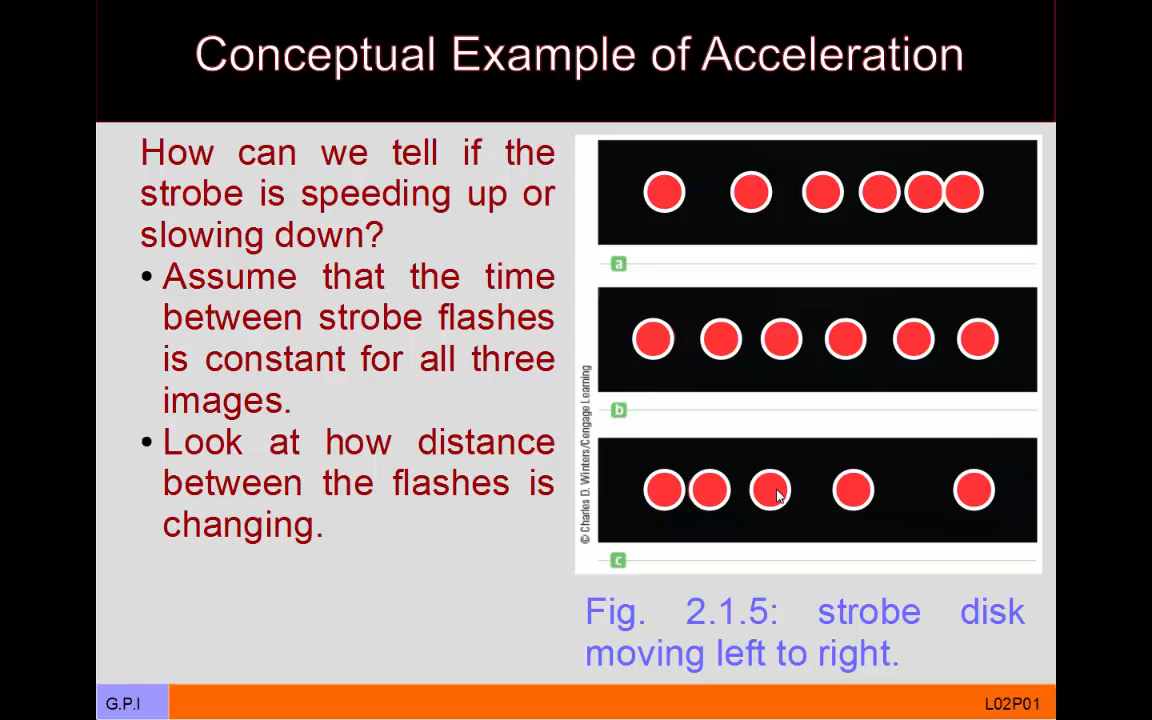 Conceptual Example of Acceleration
How can we tell if the
strobe is speeding up or
slowing down?
• Assume that the time
between strobe flashes
is constant for all three
images.
• Look at how distance
between the flashes is
changing.
a
b
c
© Charles D. Winters/Cengage Learning
Fig. 2.1.5: strobe disk
moving left to right.
G.P.I
L02P01